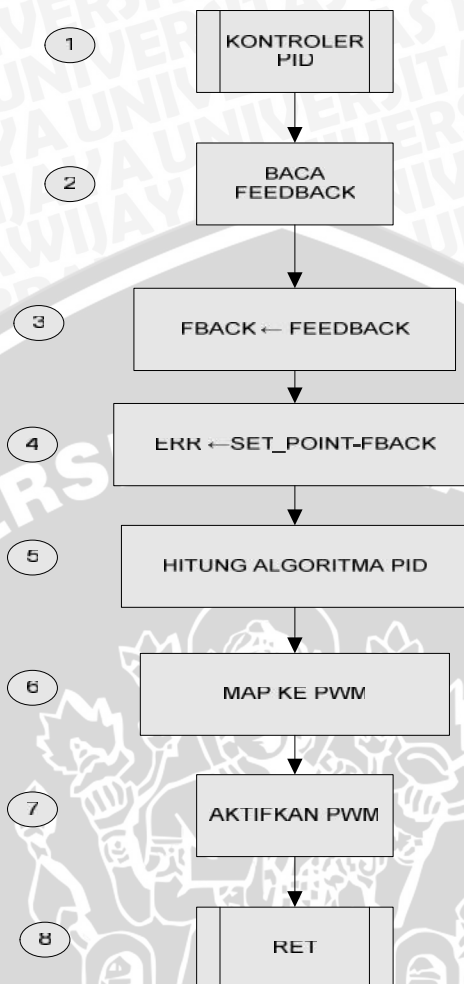 1
KONTROLER
PID
2
BACA
FEEDBACK
3
FBACK ← FEEDBACK
4
ERR ←SET_POINT-FBACK
5
HITUNG ALGORITMA PID
6
MAP KE PWM
7
AKTIFKAN PWM
8
RET